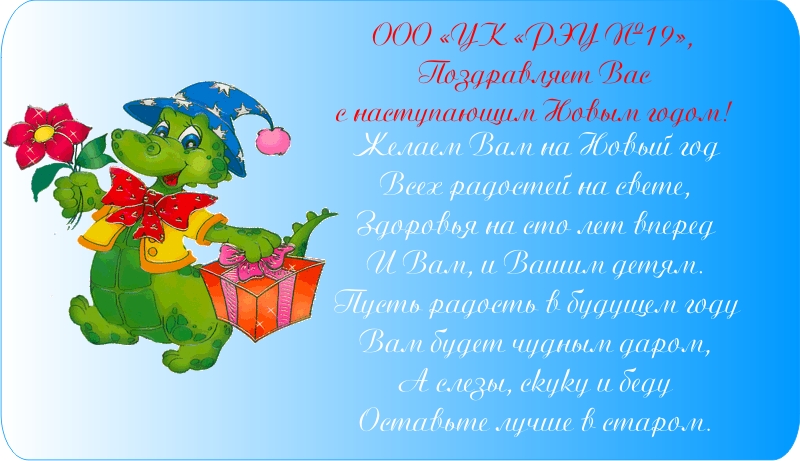 ООО «УК «РЭУ №19»,
Поздравляет Вас
с наступающим Новым годом!
Желаем Вам на Новый год
Всех радостей на свете,
Здоровья на сто лет вперед
И Вам, и Вашим детям.
Пусть радость в будущем году
Вам будет чудным даром,
А слезы, скуку и беду
Оставьте лучше в старом.